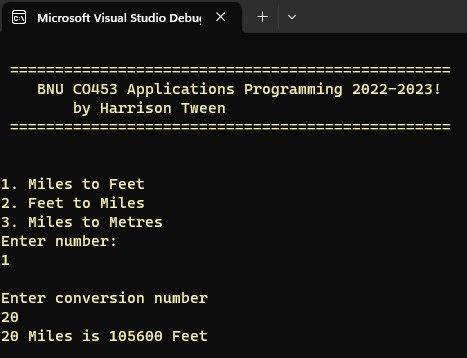 Microsoft Visual Studio Debu
=================================================
BNU CO453 Applications Programming 2022-2023!
by Harrison Tween
=================================================
1. Miles to Feet
2. Feet to Miles
3. Miles to Metres
Enter number:
1
Enter conversion number
20
20 Miles is 105600 Feet